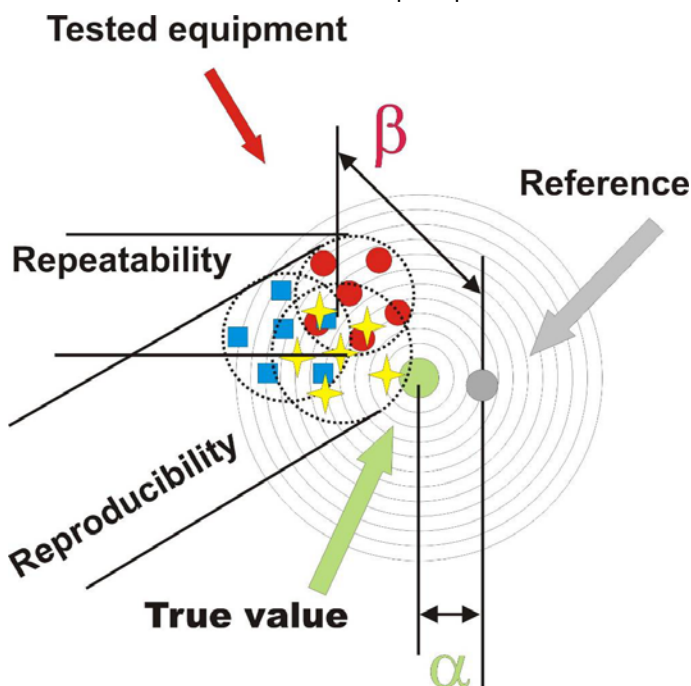 Tested equipment
β
Reference
Repeatability
Reproducibility
True value
α